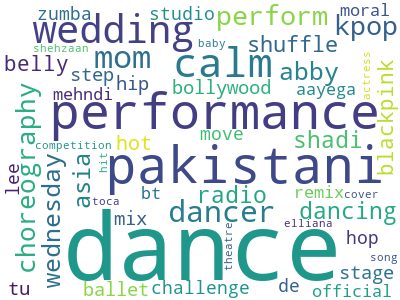 zumba
studio
perform
moral
wedding
kpop
shehzaan
mom
calm
shuffle
baby
belly
step
hip
abby
actress
mehndi
bollywood
aayega
blackpink
performance
choreography
competition
hot
move
shadi
wednesday
asia
pakistani
lee
hit
bt
radio
remix
cover
toca
mix
dancer
dancing
elliana
hop
theatre
dance
song
tu
ballet
challenge
de
stage
official